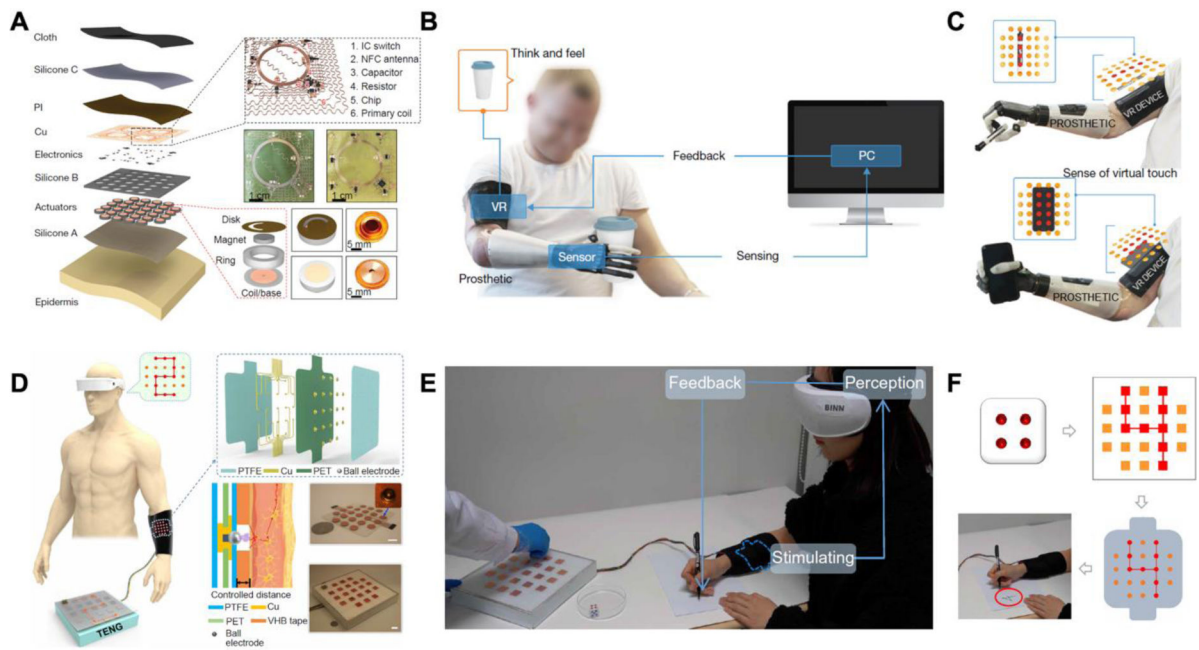 A
Cloth
Silicone C
PI
Cu
Electronics
Silicone B
Actuators
Silicone A
Epidermis
1. IC switch
2. NFC antenna
3. Capacitor
4. Resistor
5. Chip
6. Primary coil
1 cm
1 cm
Disk
Magnet
Ring
Coil/base
5 mm
5 mm
B
Think and feel
VR
Feedback
PC
Sensor
Sensing
Prosthetic
C
PROSTHETIC
VR DEVICE
Sense of virtual touch
PROSTHETIC
VR DEVICE
D
TENG
PTFE Cu PET Ball electrode
Controlled distance
PTFE Cu
PET VHB tape
Ball
electrode
E
Feedback
Perception
BINN
Stimulating
F